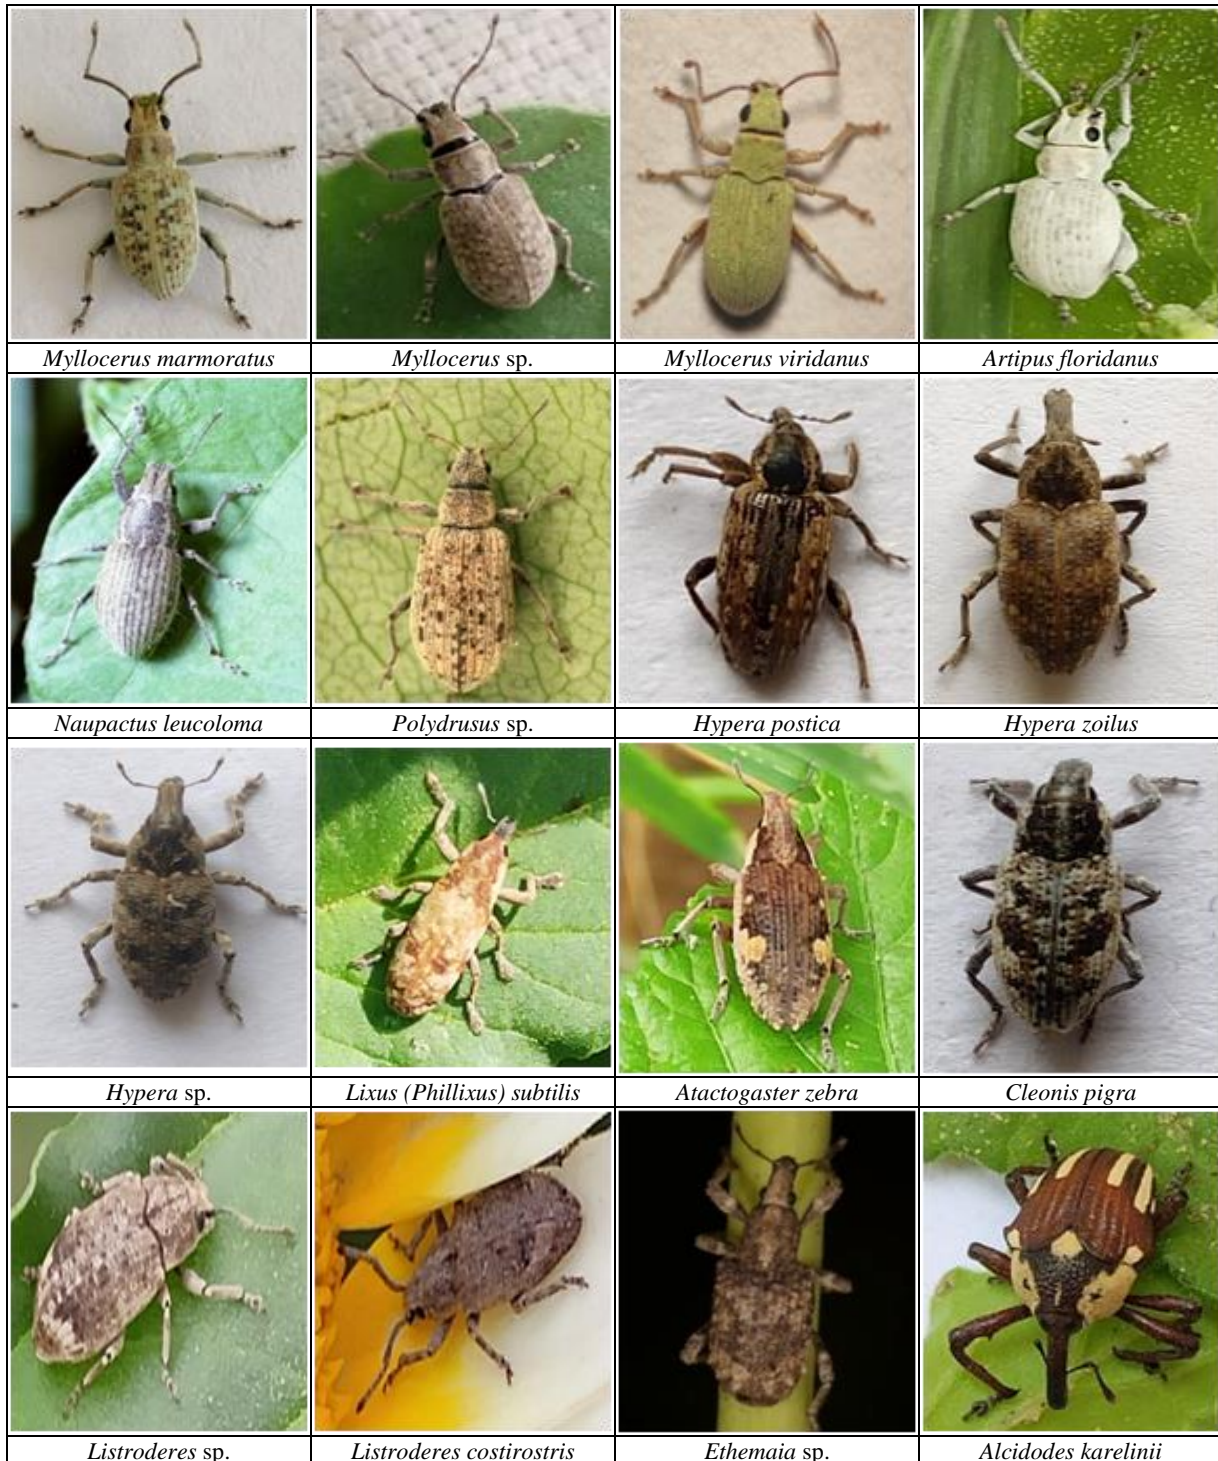 Myllocerus marmoratus
Myllocerus sp.
Myllocerus viridanus
Artipus floridanus
Naupactus leucoloma
Polydrusus sp.
Hypera postica
Hypera zoilus
Hypera sp.
Lixus (Phillixus) subtilis
Atactogaster zebra
Cleonis pigra
Listroderes sp.
Listroderes costirostris
Ethemaia sp.
Alcidodes karelinii